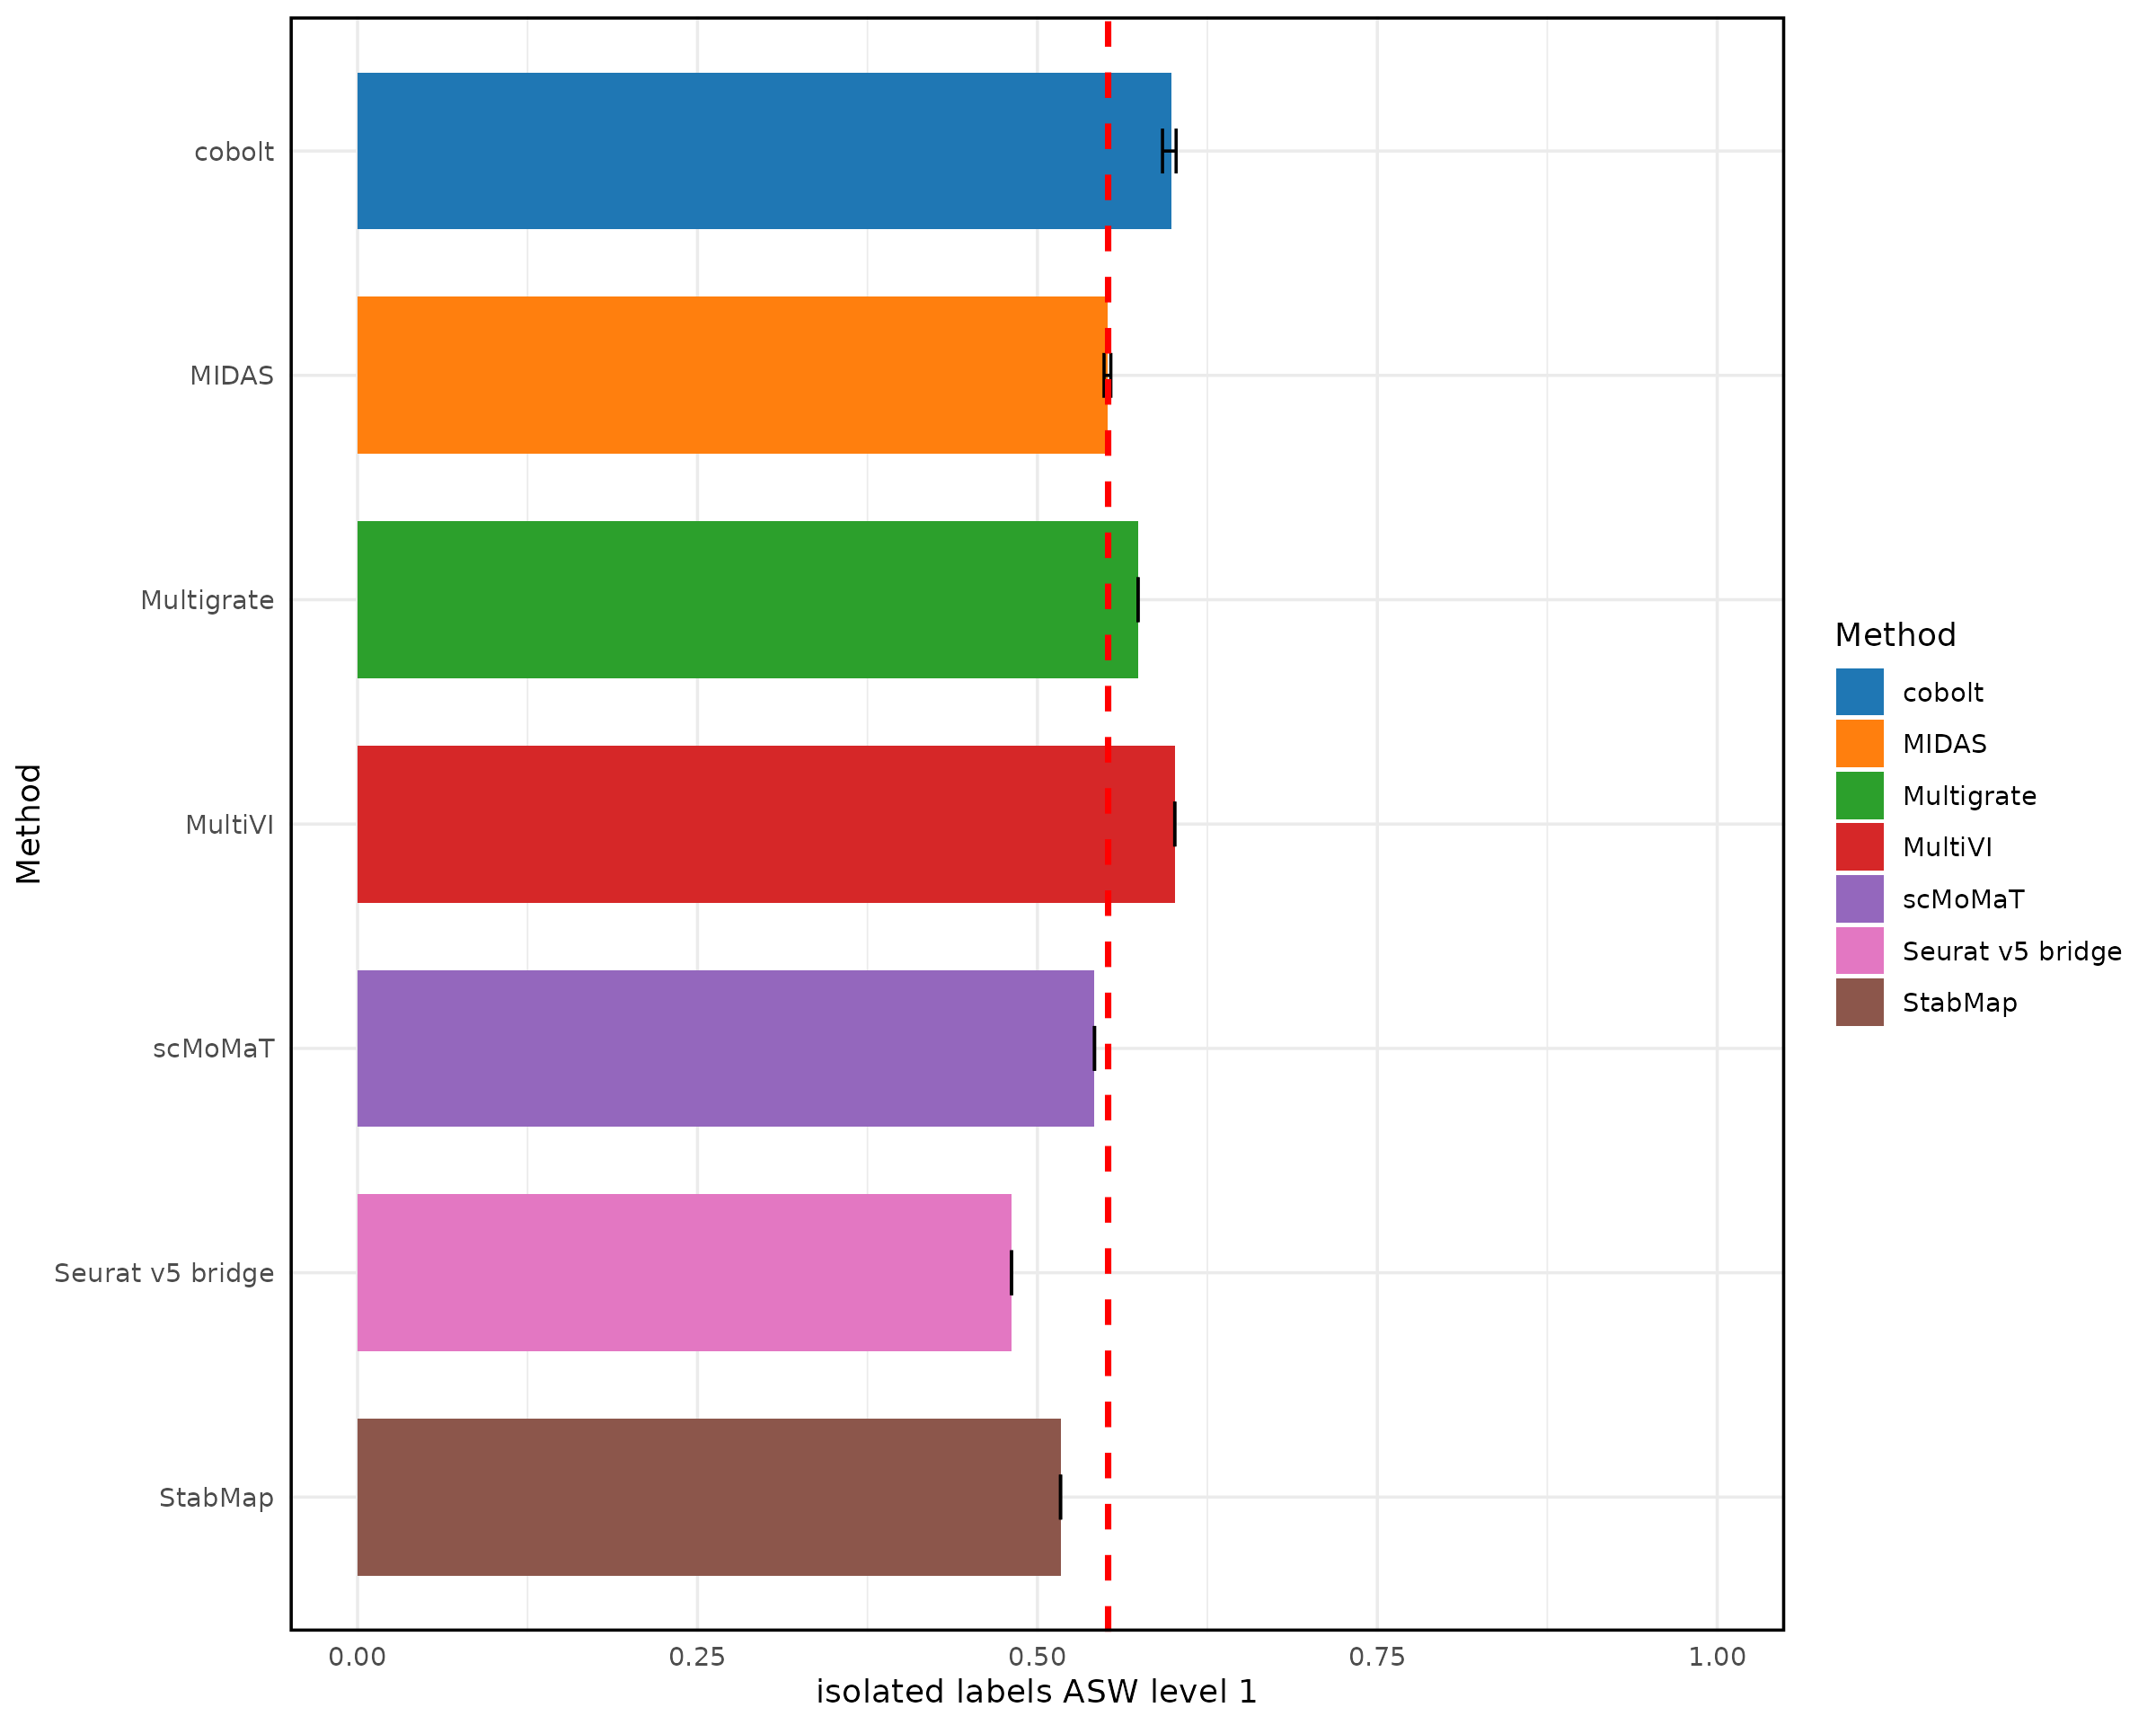 cobolt
MIDAS
Multigrate
MultiVI
scMoMaT
Seurat v5 bridge
StabMap
Method
0.00 0.25 0.50 0.75 1.00
isolated labels ASW level 1
Method
cobolt
MIDAS
Multigrate
MultiVI
scMoMaT
Seurat v5 bridge
StabMap